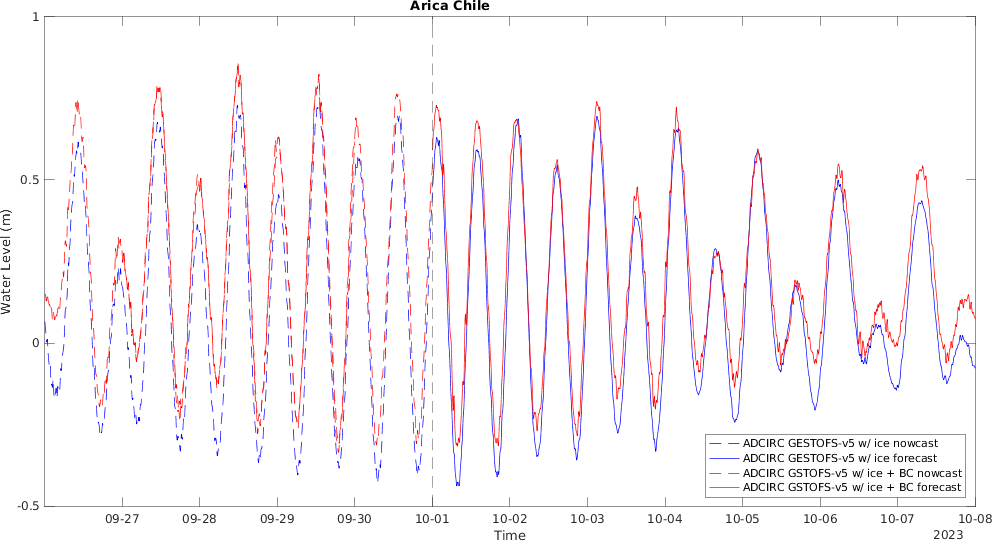 Arica Chile
1
0.5
0
-0.5
Water Level (m)
09-27 09-28 09-29 09-30 10-01 10-02 10-03 10-04 10-05 10-06 10-07 10-08
Time
2023
ADCIRC GESTOFS-v5 w/ ice nowcast
ADCIRC GESTOFS-v5 w/ ice forecast
ADCIRC GSTOFS-v5 w/ ice + BC nowcast
ADCIRC GSTOFS-v5 w/ ice + BC forecast